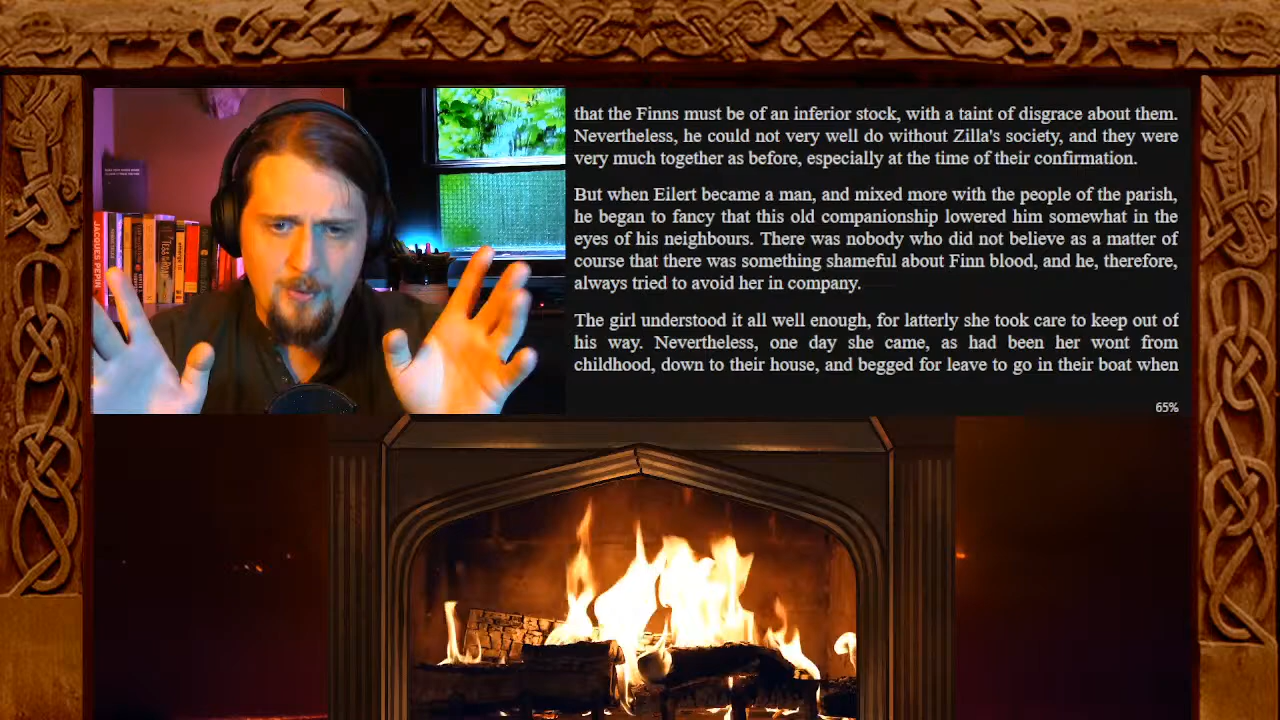 that the Finns must be of an inferior stock, with a taint of disgrace about them.
Nevertheless, he could not very well do without Zilla's society, and they were
very much together as before, especially at the time of their confirmation.
But when Eilert became a man, and mixed more with the people of the parish,
he began to fancy that this old companionship lowered him somewhat in the
eyes of his neighbours. There was nobody who did not believe as a matter of
course that there was something shameful about Finn blood, and he, therefore,
always tried to avoid her in company.
The girl understood it all well enough, for latterly she took care to keep out of
his way. Nevertheless, one day she came, as had been her wont from
childhood, down to their house, and begged for leave to go in their boat when
65%
JACQUES PEPIN